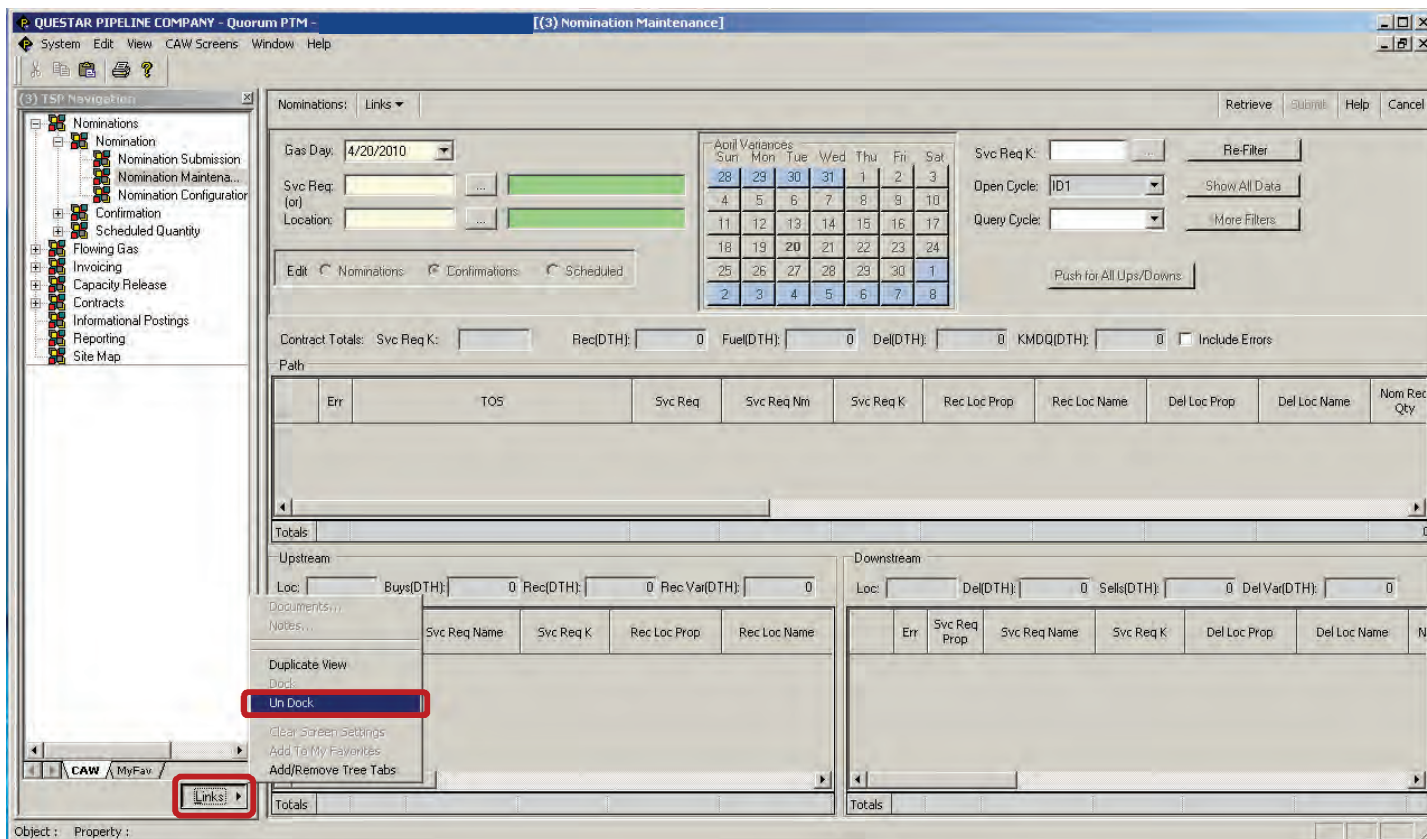 QUESTAR PIPELINE COMPANY - Quorum PTM - [(3) Nomination Maintenance]
System Edit View CAW Screens Window Help
(3) TSP Navigation
Nominations
Nomination
Nomination Submission
Nomination Maintena...
Nomination Configuration
Confirmation
Scheduled Quantity
Flowing Gas
Invoicing
Capacity Release
Contracts
Informational Postings
Reporting
Site Map
CAW MyFav
Links
Nominations: Links Retrieve Submit Help Cancel
Gas Day: 4/20/2010
Svc Req: ...
(or)
Location: ...
Edit Nominations Confirmations Scheduled
April Variances
Sun Mon Tue Wed Thu Fri Sat
28 29 30 31 1 2 3
4 5 6 7 8 9 10
11 12 13 14 15 16 17
18 19 20 21 22 23 24
25 26 27 28 29 30 1
2 3 4 5 6 7 8
Svc Req K: ... Re-Filter
Open Cycle: ID1 Show All Data
Query Cycle: More Filters
Push for All Ups/Downs
Contract Totals: Svc Req K: Rec(DTH): 0 Fuel(DTH): 0 Del(DTH): 0 KMDQ(DTH): 0 Include Errors
Path
Err TOS Svc Req Svc Req Nm Svc Req K Rec Loc Prop Rec Loc Name Del Loc Prop Del Loc Name Nom Rec Qty
Totals 0
Upstream
Loc: Buys(DTH): 0 Rec(DTH): 0 Rec Var(DTH): 0
Svc Req Name Svc Req K Rec Loc Prop Rec Loc Name
Totals
Downstream
Loc: Del(DTH): 0 Sells(DTH): 0 Del Var(DTH): 0
Err Svc Req Prop Svc Req Name Svc Req K Del Loc Prop Del Loc Name N
Totals
Documents...
Notes...
Duplicate View
Dock
Un Dock
Clear Screen Settings
Add To My Favorites
Add/Remove Tree Tabs
Object : Property :